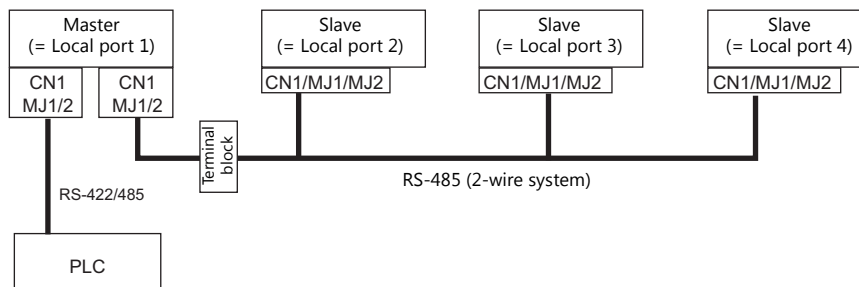 Master
(= Local port 1)
Slave
(= Local port 2)
Slave
(= Local port 3)
Slave
(= Local port 4)
CN1
MJ1/2
CN1
MJ1/2
CN1/MJ1/MJ2
CN1/MJ1/MJ2
CN1/MJ1/MJ2
Terminal
block
RS-485 (2-wire system)
RS-422/485
PLC